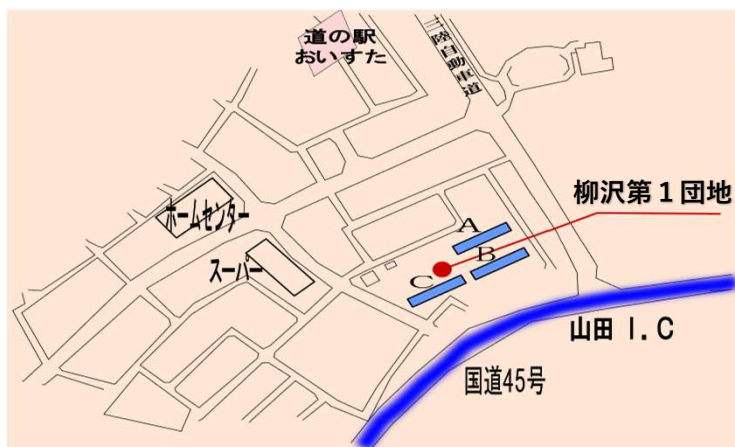 道の駅
おいすた
三陸自動車道
柳沢第１団地
ホームセンター
A
スーパー
B
C
山田 I.C
国道45号